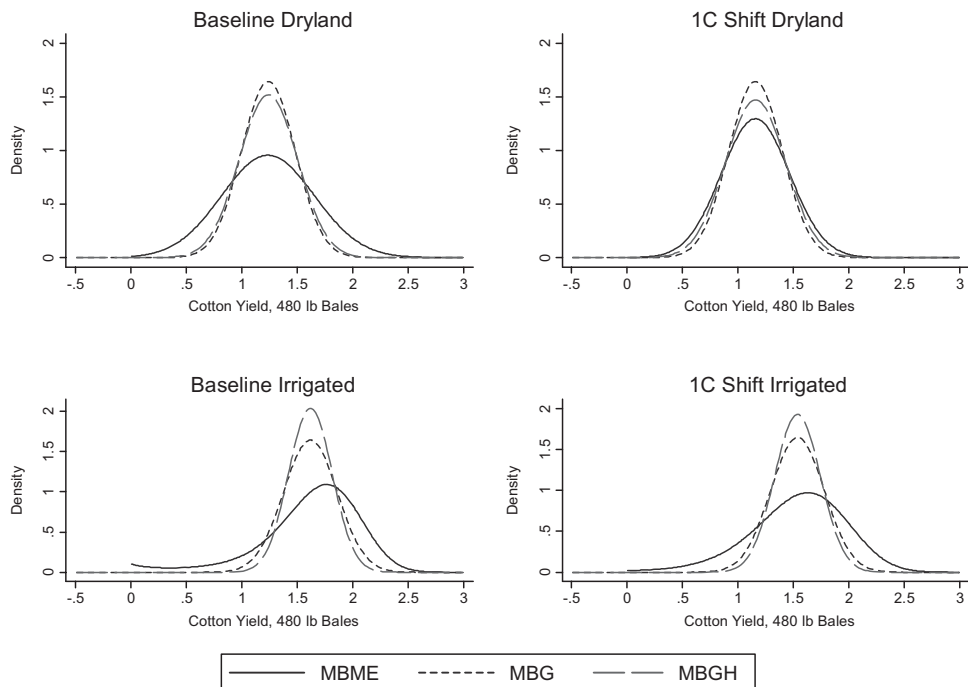 Baseline Dryland
1C Shift Dryland
Density
0 .5 1 1.5 2
-.5 0 .5 1 1.5 2 2.5 3
Cotton Yield, 480 lb Bales
Density
0 .5 1 1.5 2
-.5 0 .5 1 1.5 2 2.5 3
Cotton Yield, 480 lb Bales
Baseline Irrigated
1C Shift Irrigated
Density
0 .5 1 1.5 2
-.5 0 .5 1 1.5 2 2.5 3
Cotton Yield, 480 lb Bales
Density
0 .5 1 1.5 2
-.5 0 .5 1 1.5 2 2.5 3
Cotton Yield, 480 lb Bales
MBME MBG MBGH